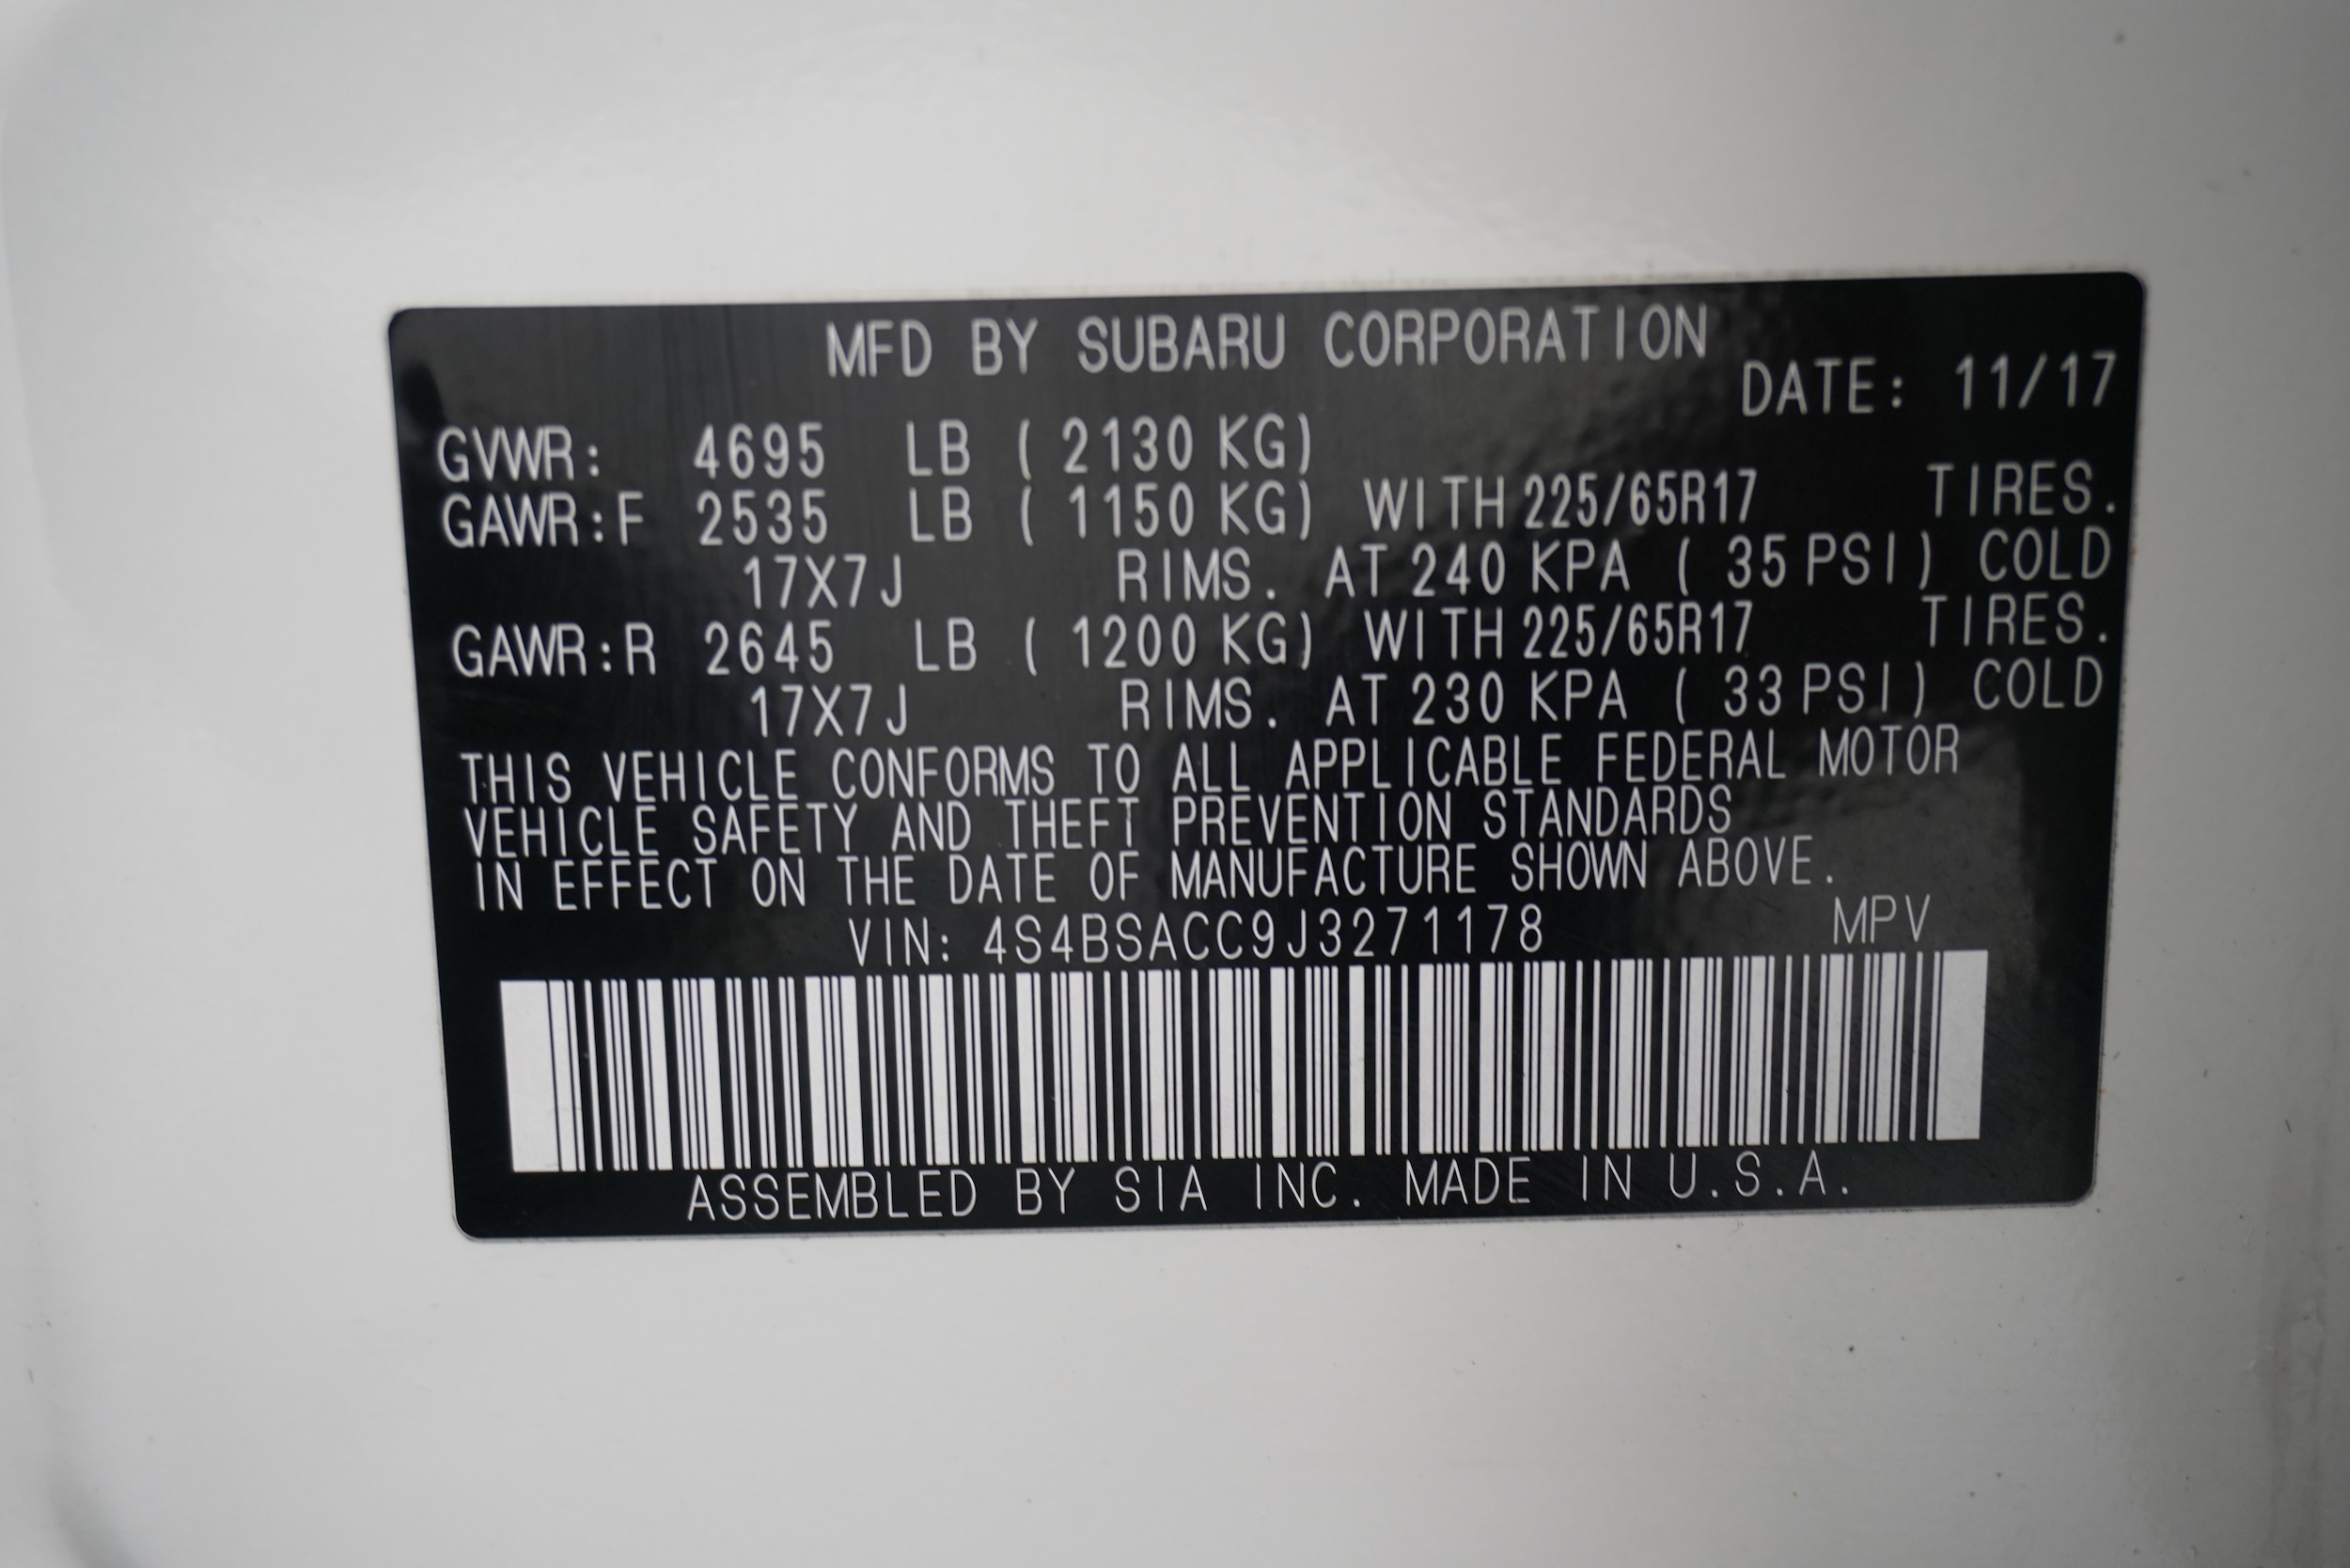 MFD BY SUBARU CORPORATION
DATE: 11/17
GVWR: 4695 LB ( 2130 KG)
GAWR:F 2535 LB ( 1150 KG) WITH 225/65R17 TIRES.
17X7J RIMS. AT 240 KPA ( 35 PSI) COLD
GAWR:R 2645 LB ( 1200 KG) WITH 225/65R17 TIRES.
17X7J RIMS. AT 230 KPA ( 33 PSI) COLD
THIS VEHICLE CONFORMS TO ALL APPLICABLE FEDERAL MOTOR
VEHICLE SAFETY AND THEFT PREVENTION STANDARDS
IN EFFECT ON THE DATE OF MANUFACTURE SHOWN ABOVE.
VIN: 4S4BSACC9J3271178 MPV
ASSEMBLED BY SIA INC. MADE IN U.S.A.